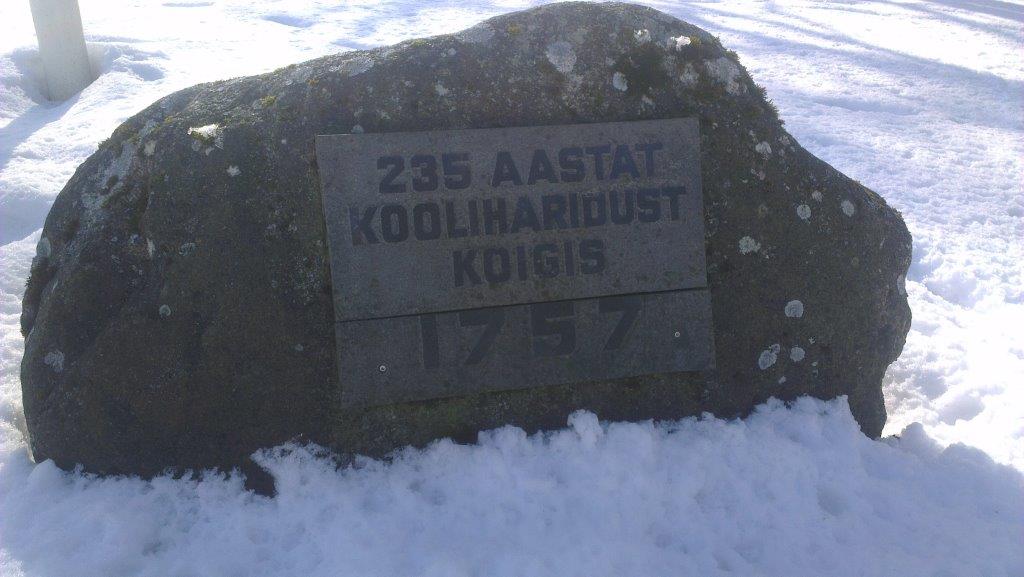 235 AASTAT
KOOLIHARIDUST
KOIGIS
1757